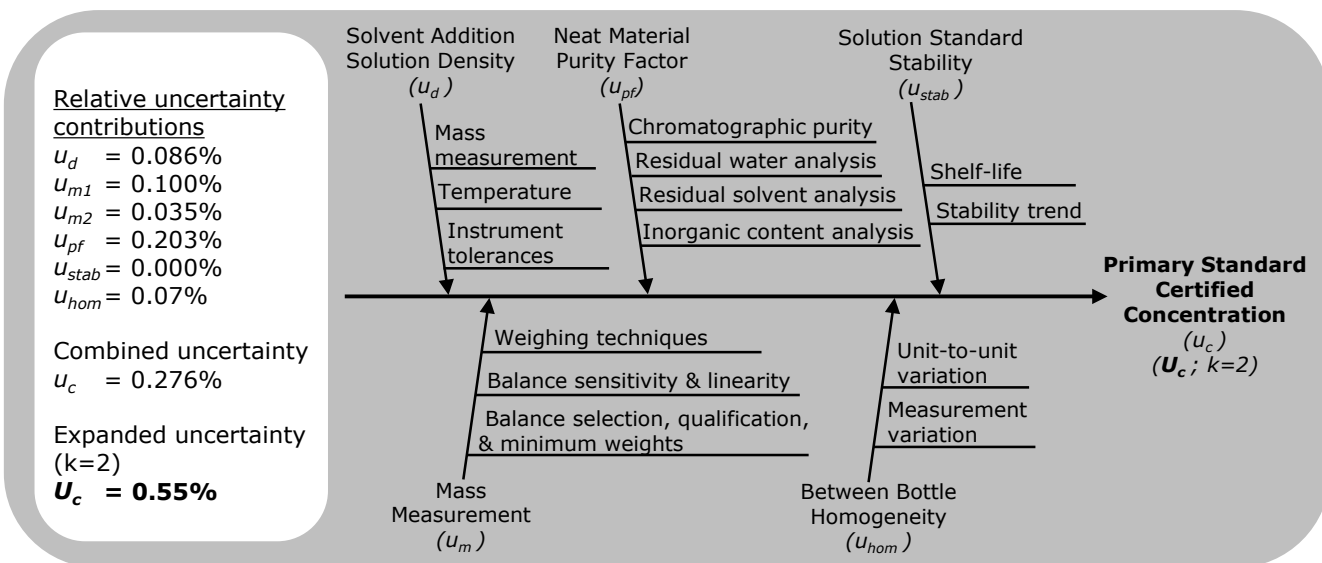 Relative uncertainty
contributions
u_d = 0.086%
u_m1 = 0.100%
u_m2 = 0.035%
u_pf = 0.203%
u_stab = 0.000%
u_hom = 0.07%
Combined uncertainty
u_c = 0.276%
Expanded uncertainty
(k=2)
U_c = 0.55%
Solvent Addition
Solution Density
(u_d )
Mass
measurement
Temperature
Instrument
tolerances
Neat Material
Purity Factor
(u_pf)
Chromatographic purity
Residual water analysis
Residual solvent analysis
Inorganic content analysis
Solution Standard
Stability
(u_stab )
Shelf-life
Stability trend
Weighing techniques
Balance sensitivity & linearity
Balance selection, qualification,
& minimum weights
Mass
Measurement
(u_m )
Unit-to-unit
variation
Measurement
variation
Between Bottle
Homogeneity
(u_hom )
Primary Standard
Certified
Concentration
(u_c )
(U_c ; k=2)